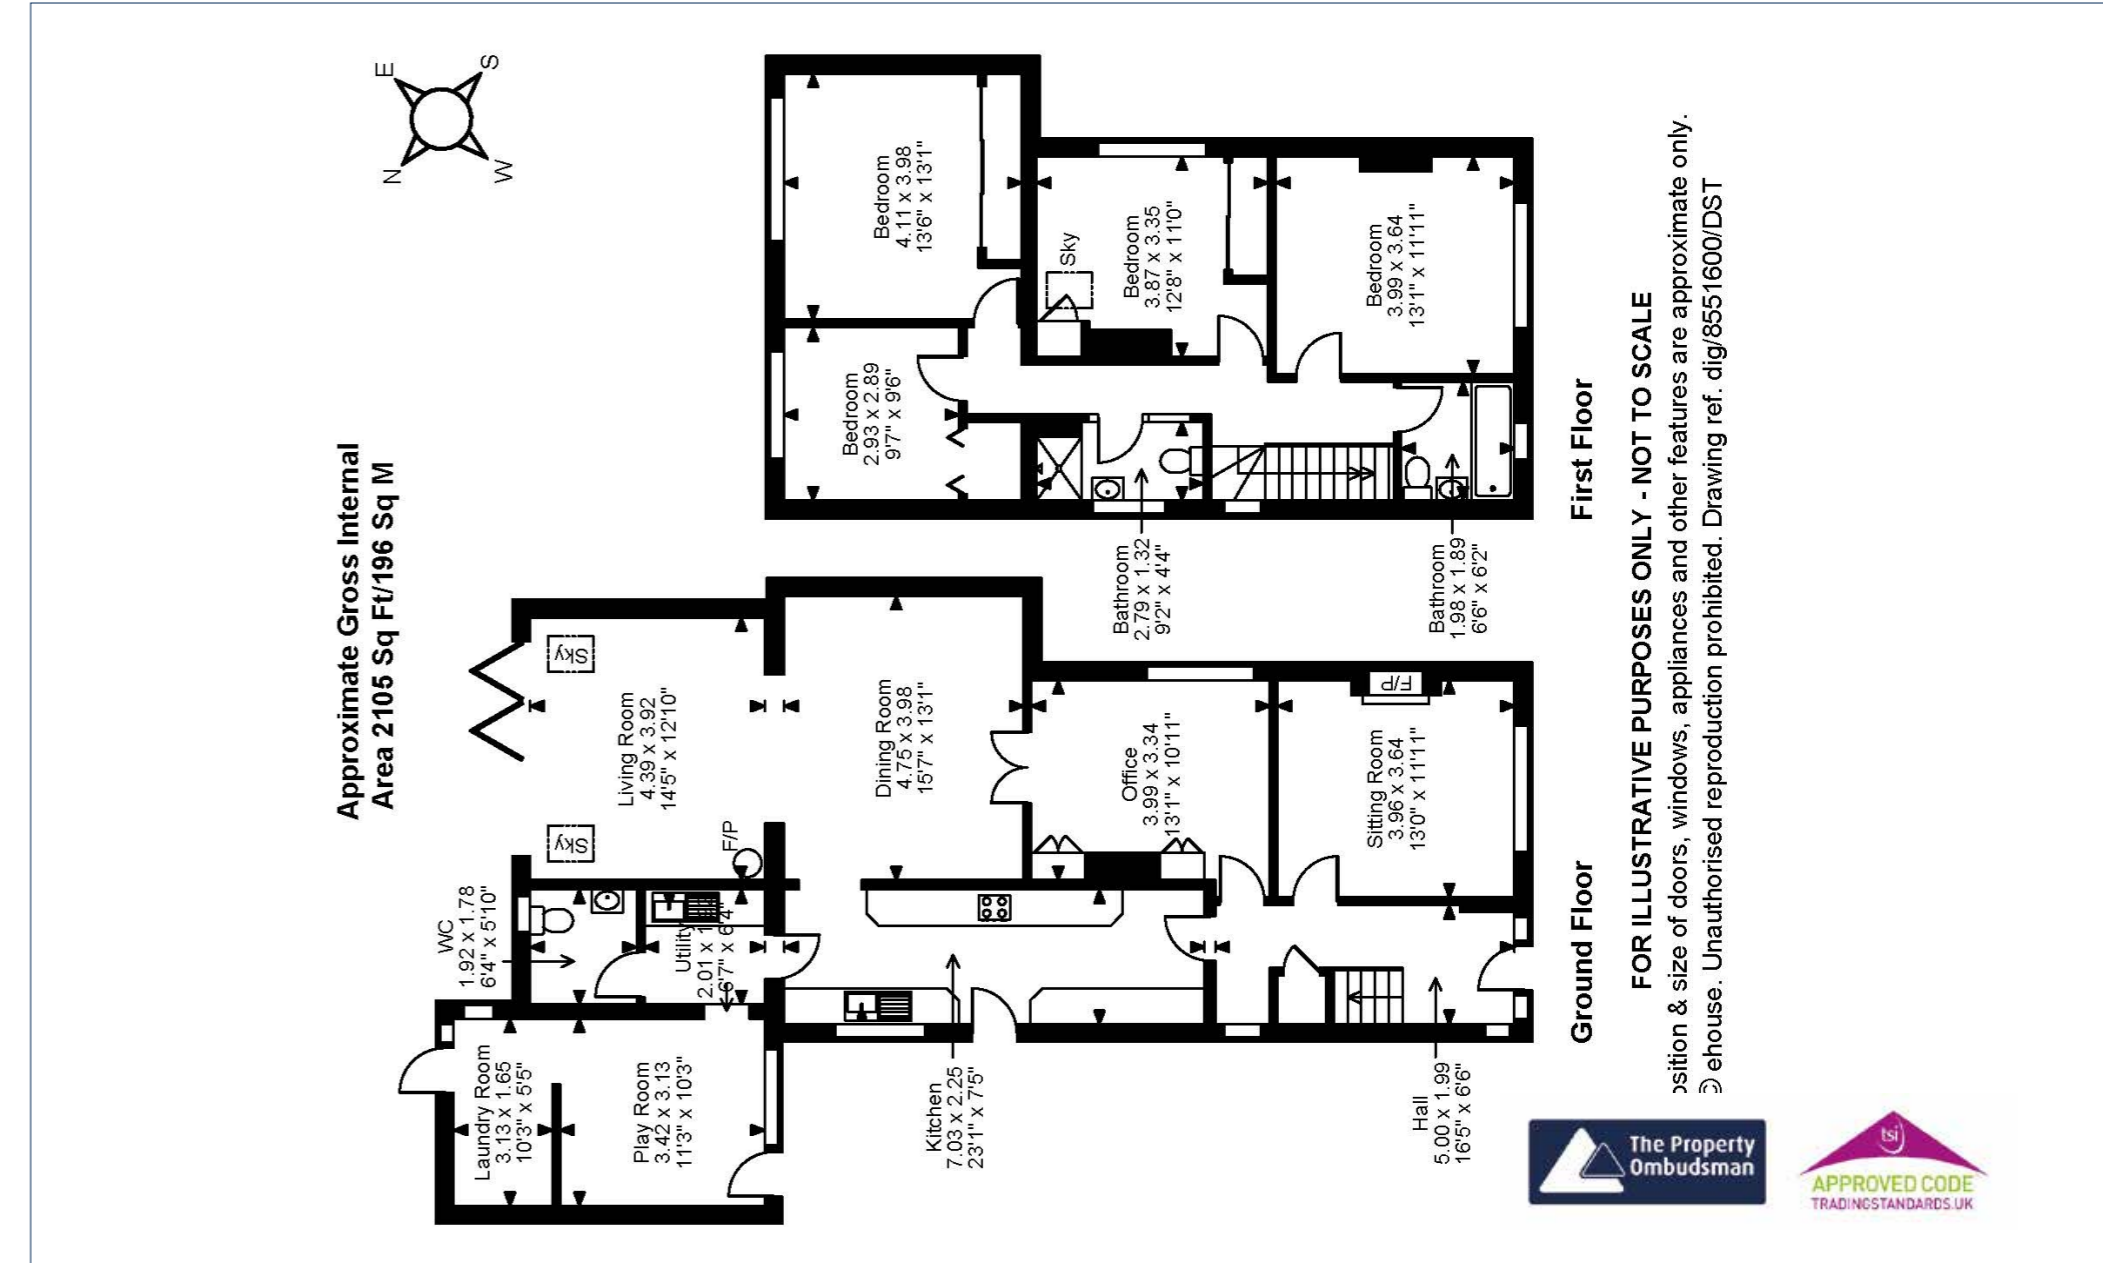 Approximate Gross Internal
Area 2105 Sq Ft/196 Sq M
E
S
N
W
WC
1.92 x 1.78
6'4" x 5'10"
Laundry Room
3.13 x 1.65
10'3" x 5'5"
Play Room
3.42 x 3.13
11'3" x 10'3"
Utility
2.01 x
6'7" x 6'4"
Living Room
4.39 x 3.92
14'5" x 12'10"
Sky
Sky
F/P
Dining Room
4.75 x 3.98
15'7" x 13'1"
Kitchen
7.03 x 2.25
23'1" x 7'5"
Office
3.99 x 3.34
13'1" x 10'11"
Sitting Room
3.96 x 3.64
13'0" x 11'11"
F/P
Hall
5.00 x 1.99
16'5" x 6'6"
Ground Floor
Bedroom
4.11 x 3.98
13'6" x 13'1"
Bedroom
2.93 x 2.89
9'7" x 9'6"
Bedroom
3.87 x 3.35
12'8" x 11'0"
Sky
Bedroom
3.99 x 3.64
13'1" x 11'11"
Bathroom
2.79 x 1.32
9'2" x 4'4"
Bathroom
1.98 x 1.89
6'6" x 6'2"
First Floor
FOR ILLUSTRATIVE PURPOSES ONLY - NOT TO SCALE
osition & size of doors, windows, appliances and other features are approximate only.
© ehouse. Unauthorised reproduction prohibited. Drawing ref. dig/8551600/DST
The Property
Ombudsman
tsi
APPROVED CODE
TRADINGSTANDARDS.UK